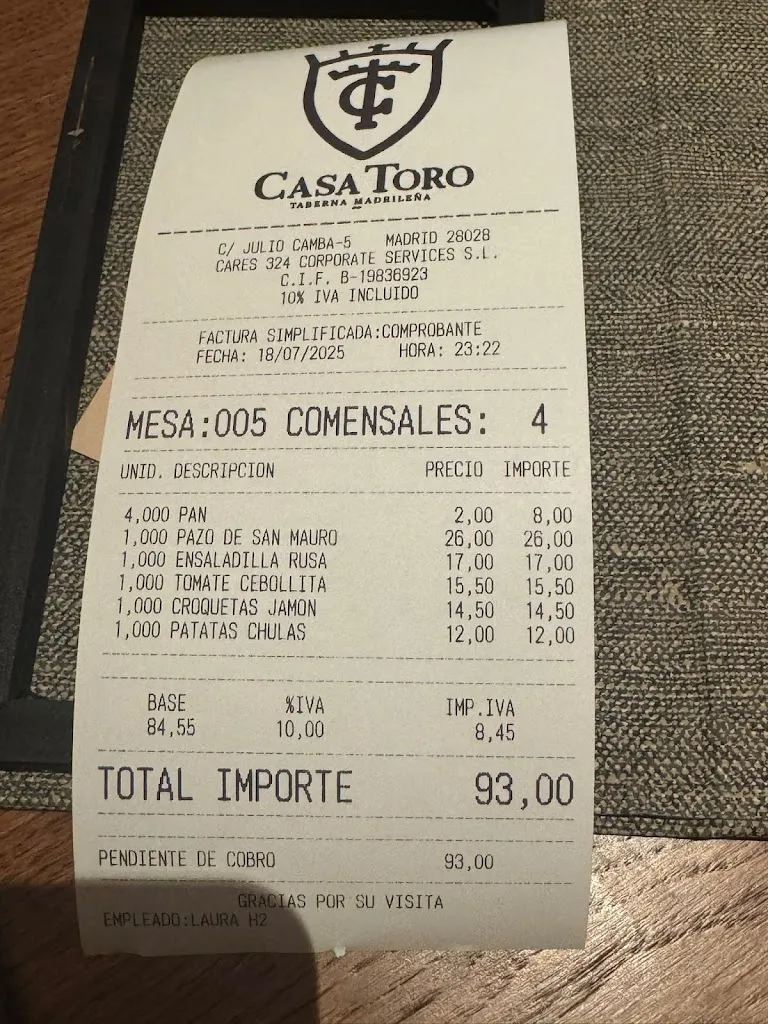 TC
CASA TORO
TABERNA MADRILEÑA
C/ JULIO CAMBA-5 MADRID 28028
CARES 324 CORPORATE SERVICES S.L.
C.I.F. B-19836923
10% IVA INCLUIDO
FACTURA SIMPLIFICADA:COMPROBANTE
FECHA: 18/07/2025 HORA: 23:22
MESA:005 COMENSALES: 4
UNID. DESCRIPCION PRECIO IMPORTE
4,000 PAN 2,00 8,00
1,000 PAZO DE SAN MAURO 26,00 26,00
1,000 ENSALADILLA RUSA 17,00 17,00
1,000 TOMATE CEBOLLITA 15,50 15,50
1,000 CROQUETAS JAMON 14,50 14,50
1,000 PATATAS CHULAS 12,00 12,00
BASE %IVA IMP.IVA
84,55 10,00 8,45
TOTAL IMPORTE 93,00
PENDIENTE DE COBRO 93,00
GRACIAS POR SU VISITA
EMPLEADO:LAURA H2